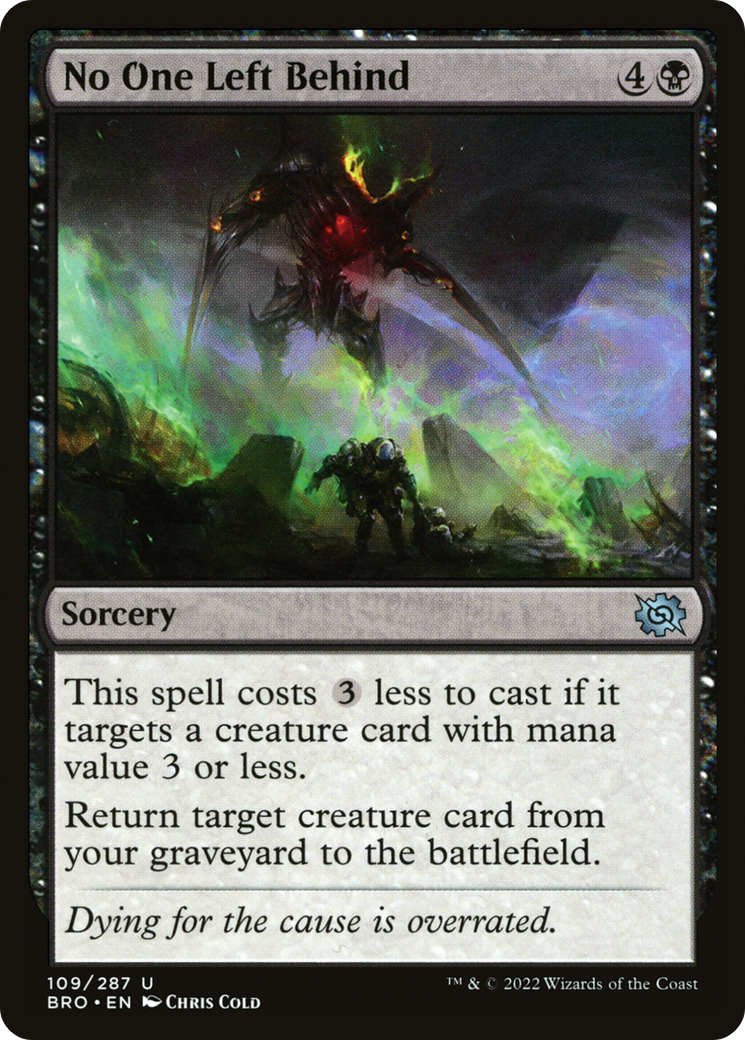 No One Left Behind 4
Sorcery
This spell costs 3 less to cast if it
targets a creature card with mana
value 3 or less.
Return target creature card from
your graveyard to the battlefield.
Dying for the cause is overrated.
109/287 U
BRO • EN Chris Cold
™ & © 2022 Wizards of the Coast